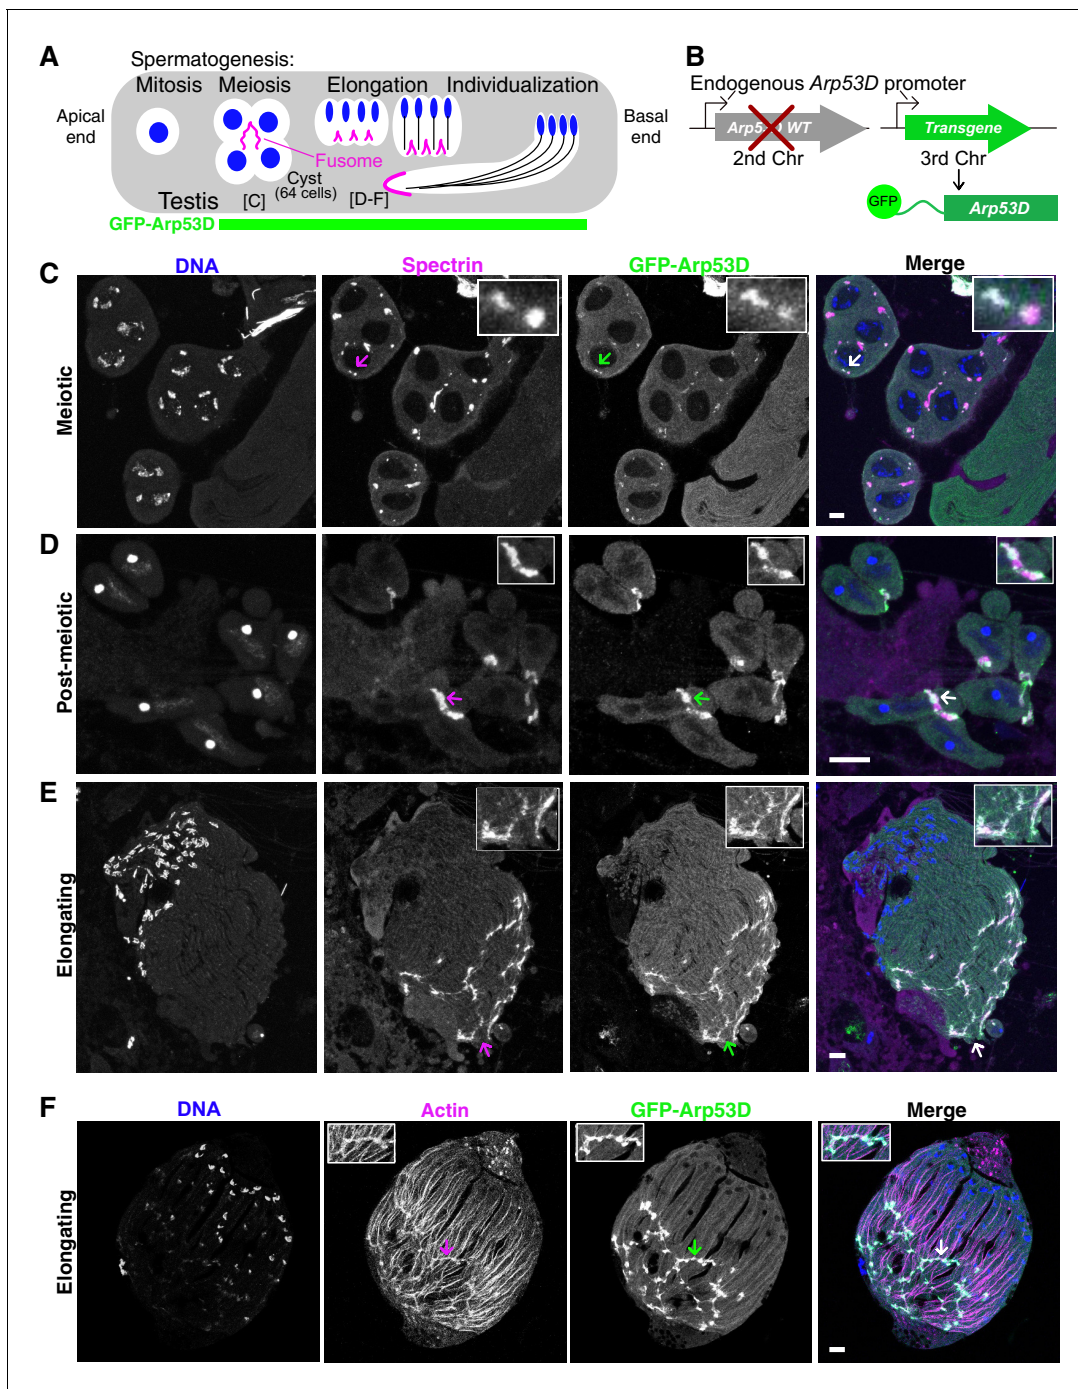 A
Spermatogenesis:
Mitosis Meiosis Elongation Individualization
Apical end
Basal end
Fusome
Cyst
(64 cells)
Testis [C] [D-F]
GFP-Arp53D
B
Endogenous Arp53D promoter
Arp53D WT
Transgene
2nd Chr
3rd Chr
GFP
Arp53D
C
DNA Spectrin GFP-Arp53D Merge
Meiotic
D
Post-meiotic
E
Elongating
F
DNA Actin GFP-Arp53D Merge
Elongating